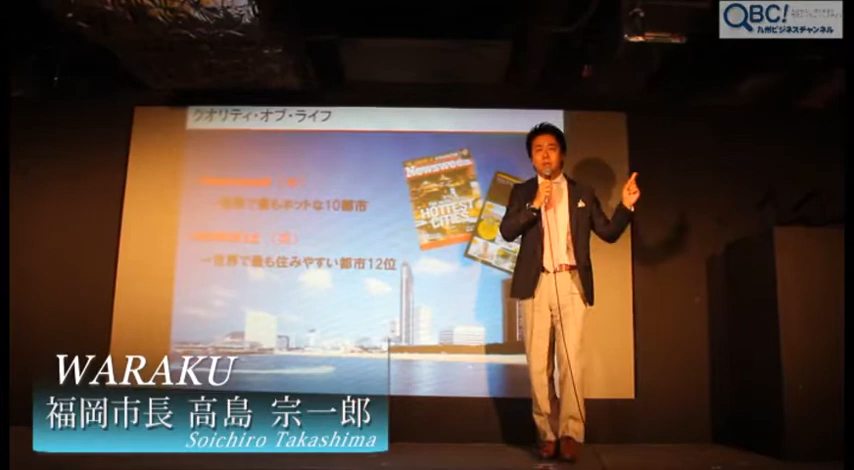 QBC!
九州ビジネスチャンネル
クオリティ・オブ・ライフ
Newsweek
HOTTEST
CITIES
世界で最もホットな10都市
世界で最も住みやすい都市12位
WARAKU
福岡市長 高島 宗一郎
Soichiro Takashima